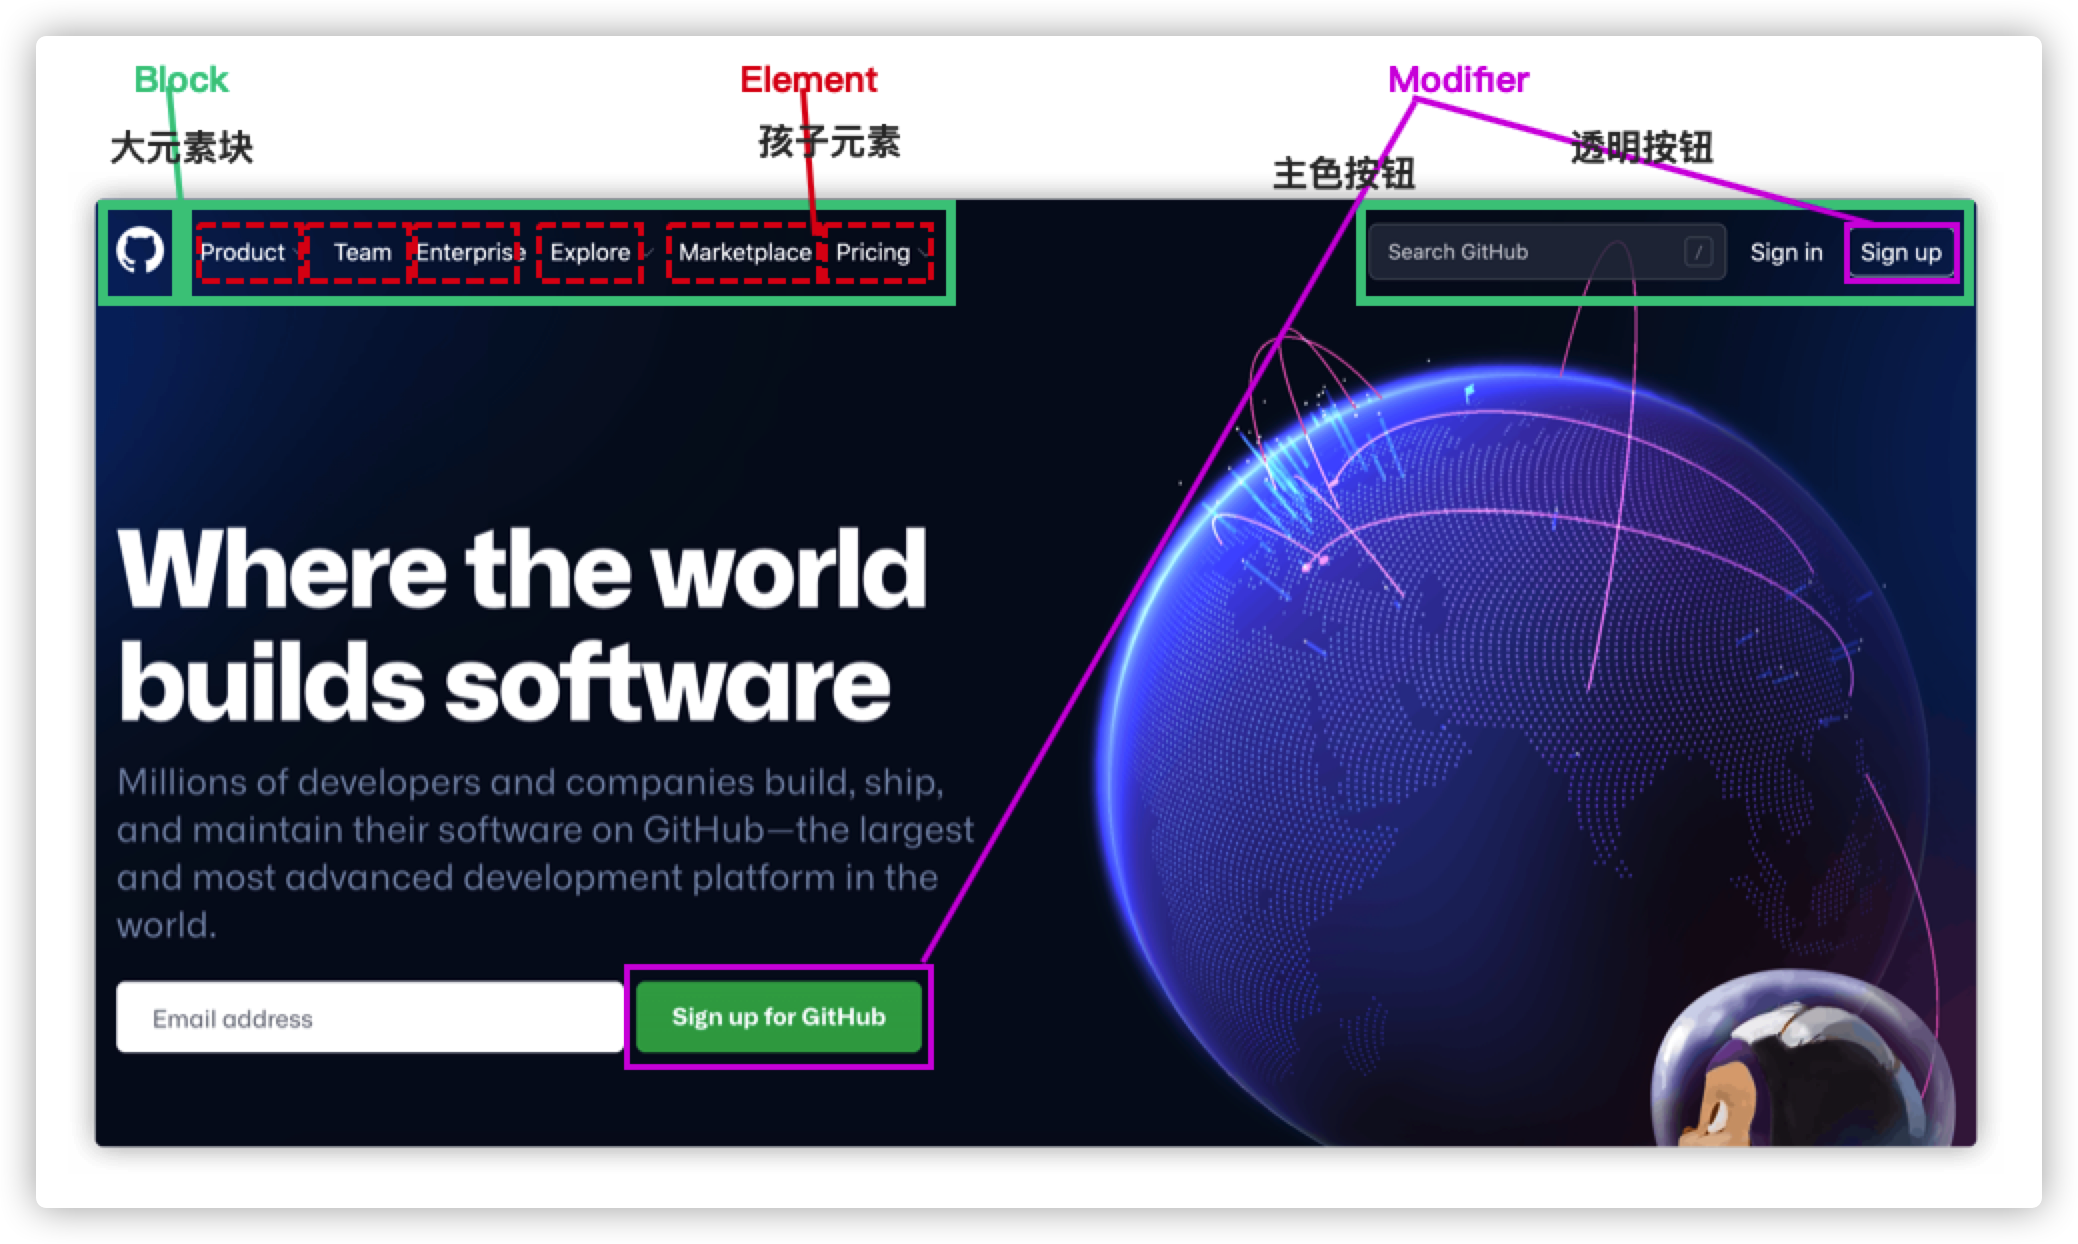 Block
Element
Modifier
大元素块
孩子元素
主色按钮
透明按钮
Product
Team
Enterprise
Explore
Marketplace
Pricing
Search GitHub
/
Sign in
Sign up
Where the world
builds software
Millions of developers and companies build, ship,
and maintain their software on GitHub—the largest
and most advanced development platform in the
world.
Email address
Sign up for GitHub